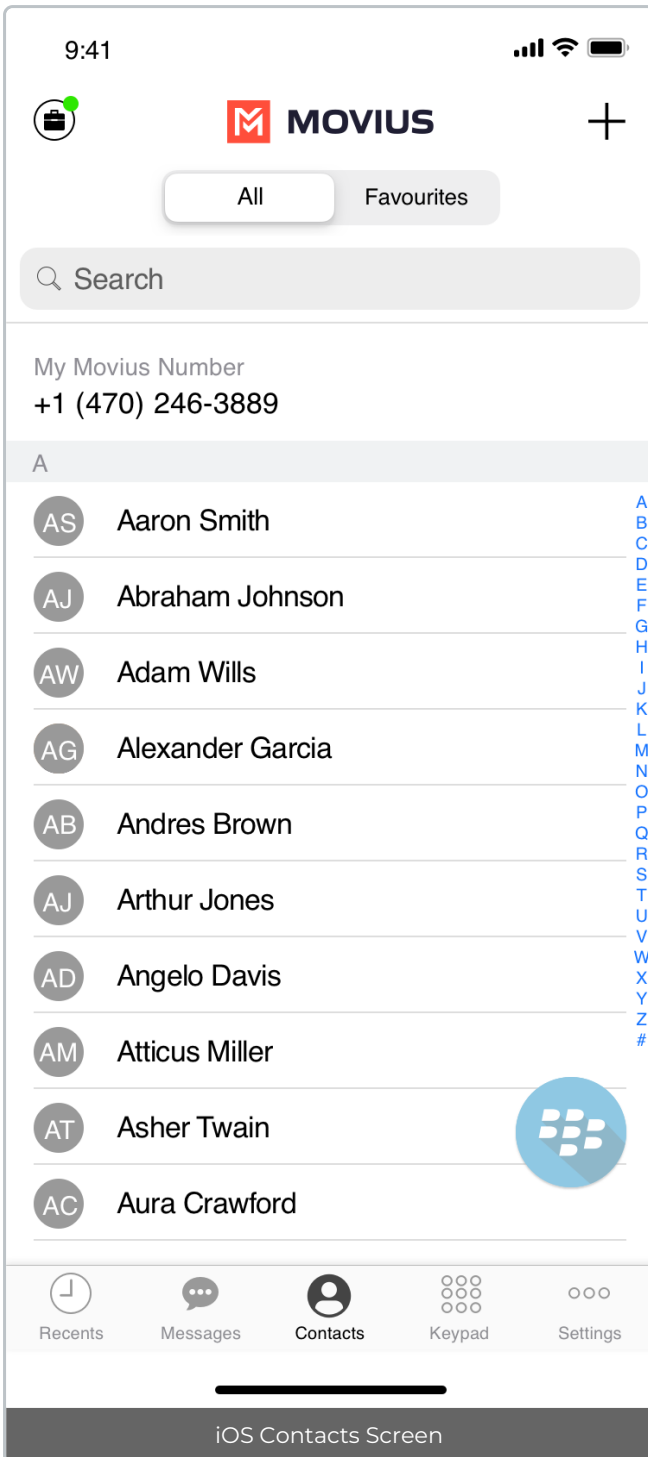 9:41
MOVIUS
All Favourites
Search
My Movius Number
+1 (470) 246-3889
A
AS Aaron Smith
AJ Abraham Johnson
AW Adam Wills
AG Alexander Garcia
AB Andres Brown
AJ Arthur Jones
AD Angelo Davis
AM Atticus Miller
AT Asher Twain
AC Aura Crawford
A
B
C
D
E
F
G
H
I
J
K
L
M
N
O
P
Q
R
S
T
U
V
W
X
Y
Z
#
Recents Messages Contacts Keypad Settings
iOS Contacts Screen